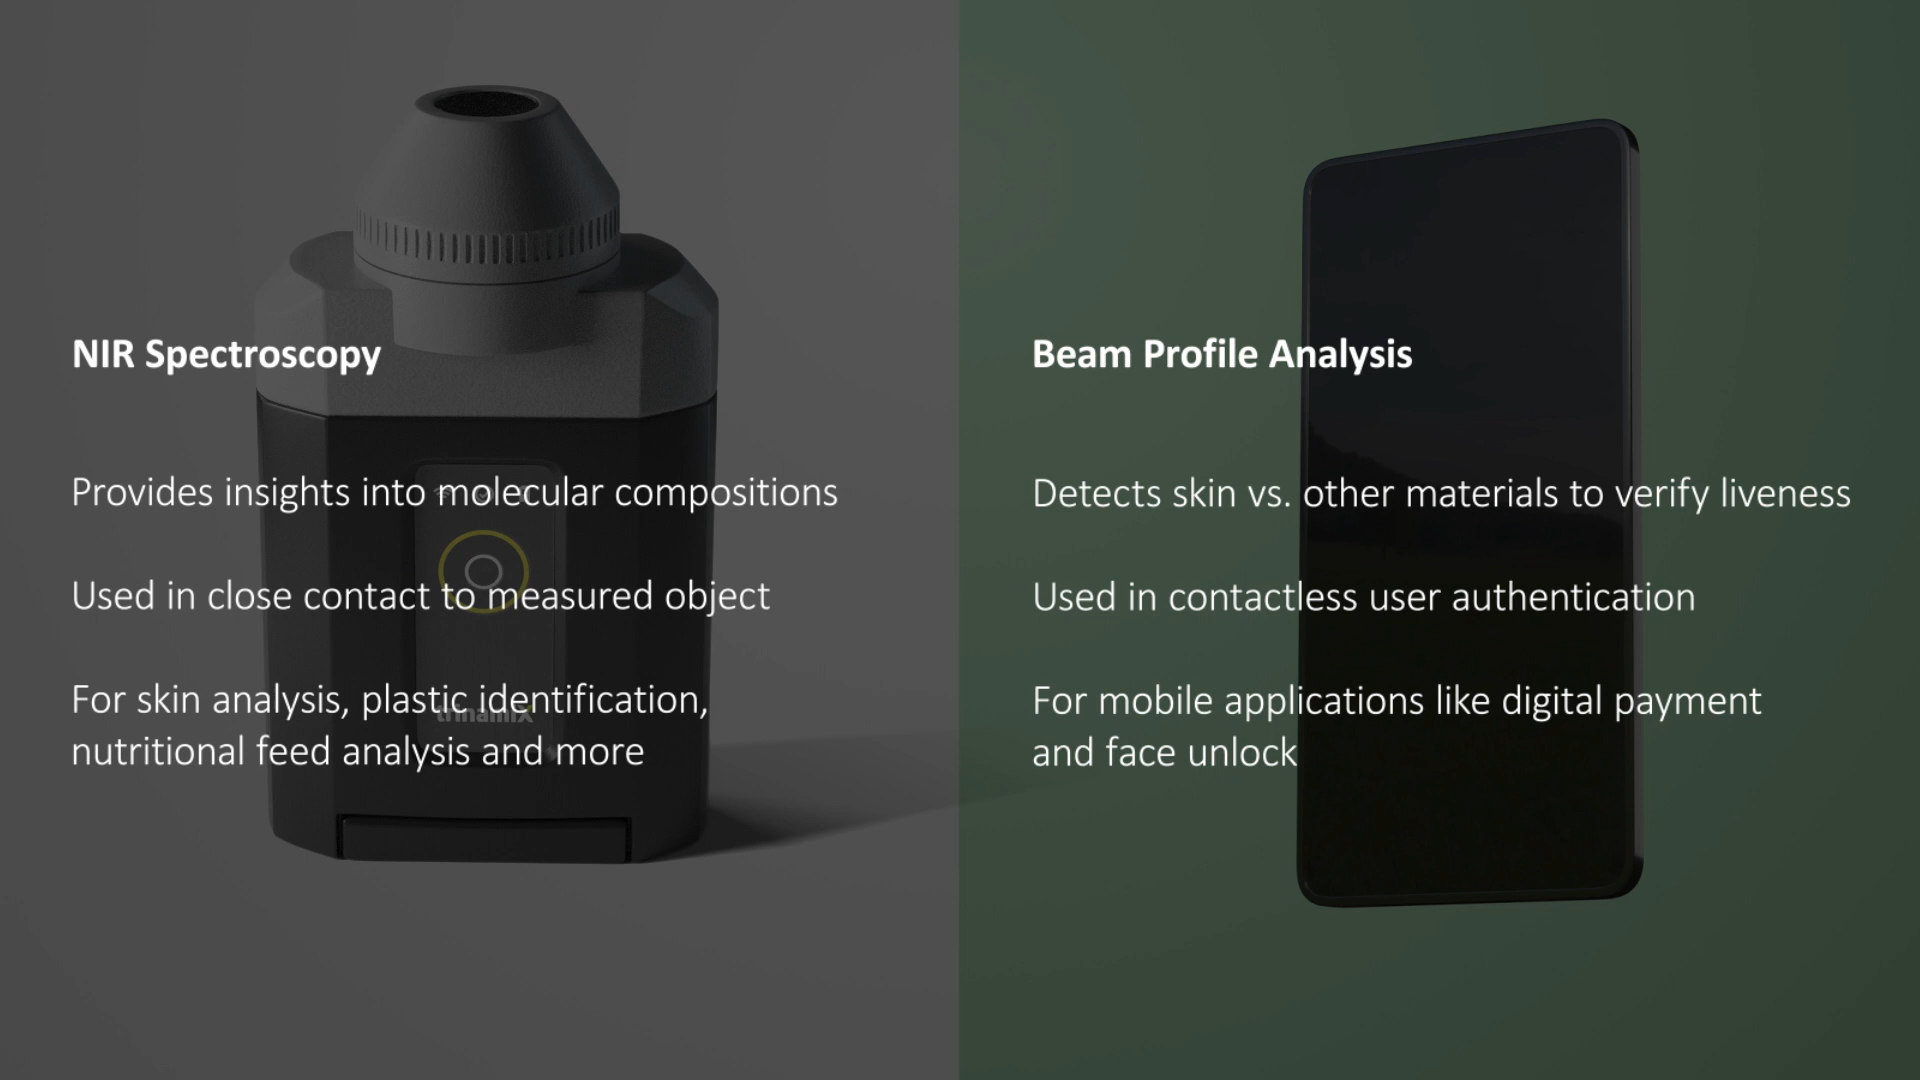 NIR Spectroscopy
Provides insights into molecular compositions
Used in close contact to measured object
For skin analysis, plastic identification,
nutritional feed analysis and more
trinamiX
Beam Profile Analysis
Detects skin vs. other materials to verify liveness
Used in contactless user authentication
For mobile applications like digital payment
and face unlock